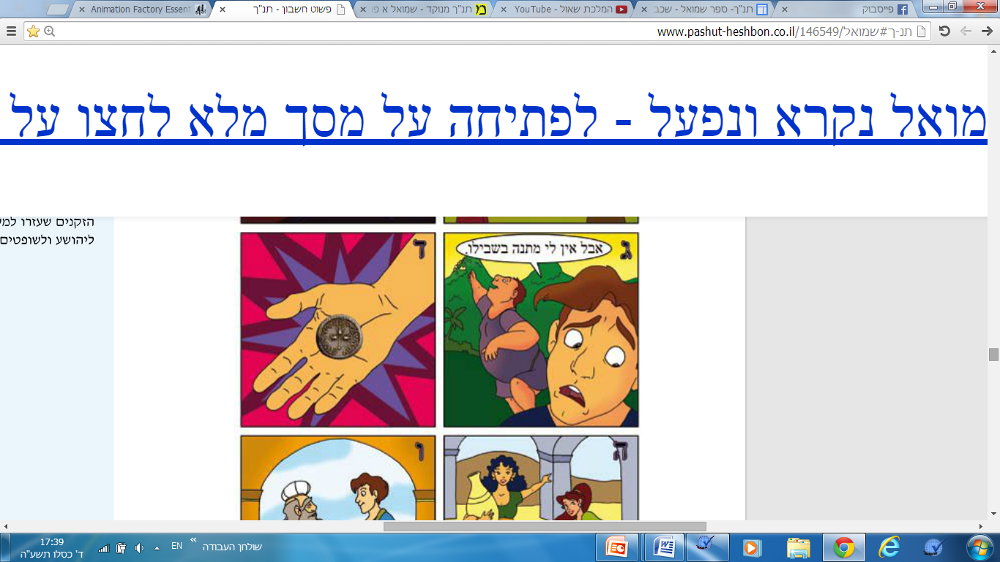 פייסבוק
תנ"ך- ספר שמואל - שכב
המלכת שאול - YouTube
תנ"ך מנוקד - שמואל א פ
פשוט חשבון - תנ"ך
Animation Factory Essent
www.pashut-heshbon.co.il/146549/תנ-ך#שמואל
מואל נקרא ונפעל - לפתיחה על מסך מלא לחצו על
הזקנים שעזרו למש
ליהושע ולשופטים
ג
אבל אין לי מתנה בשבילו.
ד
ה
ו
שולחן העבודה
EN
17:39
ד' כסלו תשע"ה